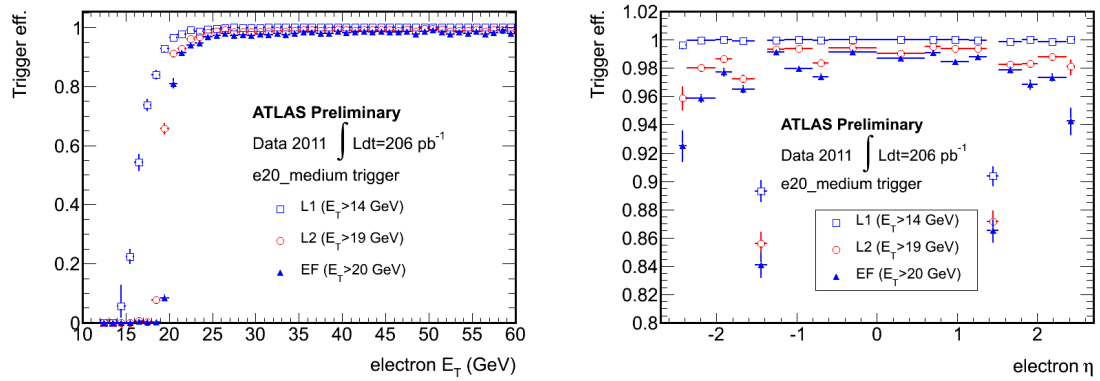 Trigger eff.
1
0.8
0.6
0.4
0.2
0
ATLAS Preliminary
Data 2011 ∫ Ldt=206 pb⁻¹
e20_medium trigger
L1 (E_T>14 GeV)
L2 (E_T>19 GeV)
EF (E_T>20 GeV)
10 15 20 25 30 35 40 45 50 55 60
electron E_T (GeV)
Trigger eff.
1.02
1
0.98
0.96
0.94
0.92
0.9
0.88
0.86
0.84
0.82
0.8
ATLAS Preliminary
Data 2011 ∫ Ldt=206 pb⁻¹
e20_medium trigger
L1 (E_T>14 GeV)
L2 (E_T>19 GeV)
EF (E_T>20 GeV)
-2 -1 0 1 2
electron η